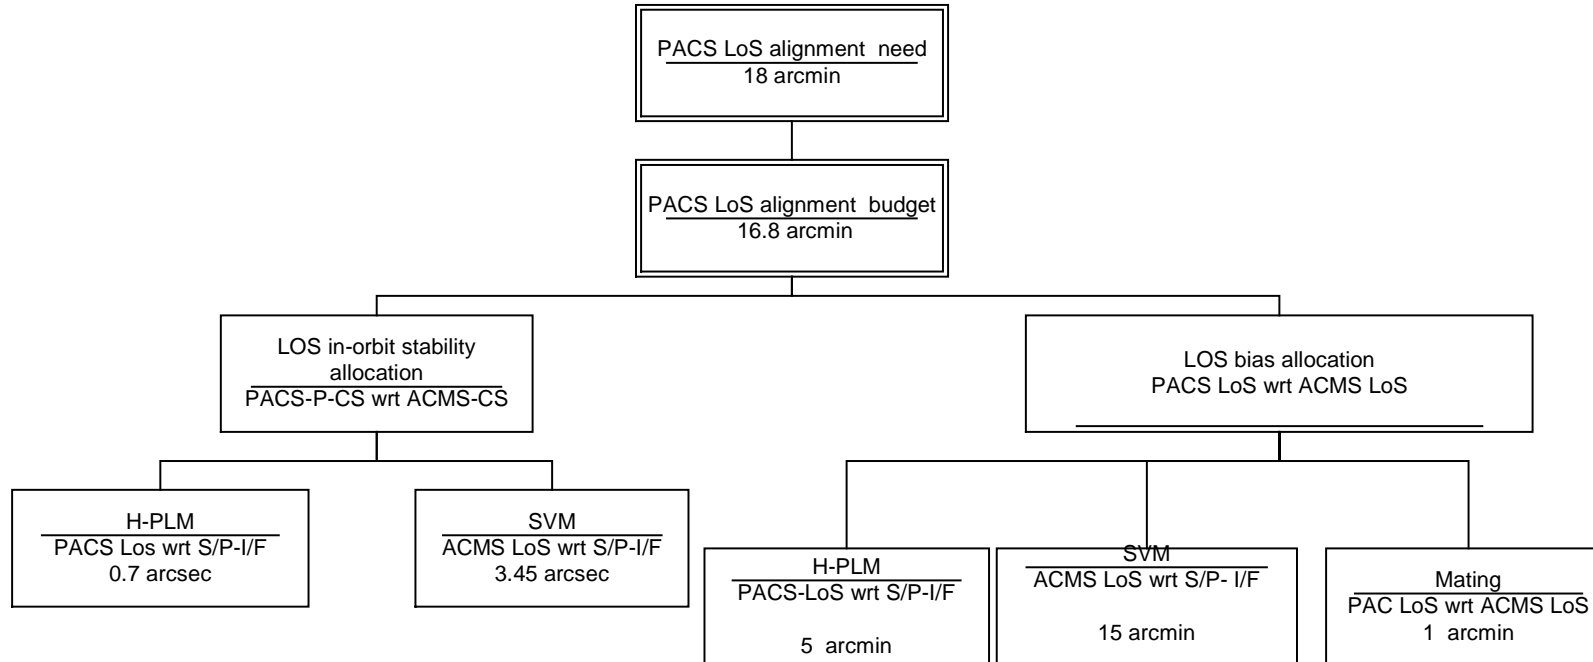 PACS LoS alignment need
18 arcmin
PACS LoS alignment budget
16.8 arcmin
LOS in-orbit stability
allocation
PACS-P-CS wrt ACMS-CS
LOS bias allocation
PACS LoS wrt ACMS LoS
H-PLM
PACS Los wrt S/P-I/F
0.7 arcsec
SVM
ACMS LoS wrt S/P-I/F
3.45 arcsec
H-PLM
PACS-LoS wrt S/P-I/F
5 arcmin
SVM
ACMS LoS wrt S/P- I/F
15 arcmin
Mating
PAC LoS wrt ACMS LoS
1 arcmin